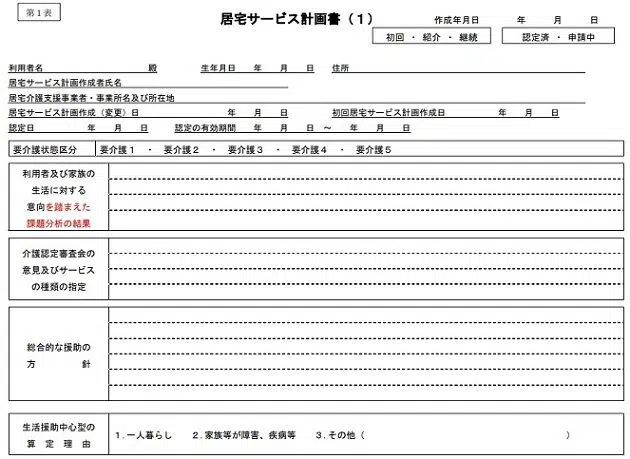 第１表
居宅サービス計画書（１）
作成年月日 年 月 日
初回 ・ 紹介 ・ 継続
認定済 ・ 申請中
利用者名 殿 生年月日 年 月 日 住所
居宅サービス計画作成者氏名
居宅介護支援事業者・事業所名及び所在地
居宅サービス計画作成（変更）日 年 月 日 初回居宅サービス計画作成日 年 月 日
認定日 年 月 日 認定の有効期間 年 月 日 ～ 年 月 日
要介護状態区分 要介護１ ・ 要介護２ ・ 要介護３ ・ 要介護４ ・ 要介護５
利用者及び家族の
生活に対する
意向を踏まえた
課題分析の結果
介護認定審査会の
意見及びサービス
の種類の指定
総合的な援助の
方 針
生活援助中心型の
算 定 理 由
１.一人暮らし ２.家族等が障害、疾病等 ３.その他（ ）